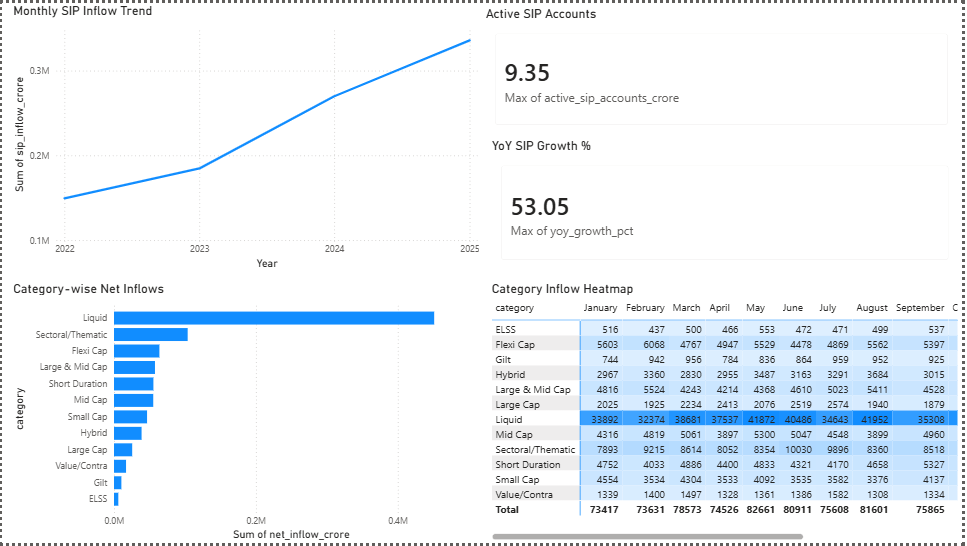 Monthly SIP Inflow Trend
Sum of sip_inflow_crore
0.3M
0.2M
0.1M
2022 2023 2024 2025
Year
Active SIP Accounts
9.35
Max of active_sip_accounts_crore
YoY SIP Growth %
53.05
Max of yoy_growth_pct
Category-wise Net Inflows
category
Liquid
Sectoral/Thematic
Flexi Cap
Large & Mid Cap
Short Duration
Mid Cap
Small Cap
Hybrid
Large Cap
Value/Contra
Gilt
ELSS
0.0M 0.2M 0.4M
Sum of net_inflow_crore
Category Inflow Heatmap
category January February March April May June July August September
ELSS 516 437 500 466 553 472 471 499 537
Flexi Cap 5603 6068 4767 4947 5529 4478 4869 5562 5397
Gilt 744 942 956 784 836 864 959 952 925
Hybrid 2967 3360 2830 2955 3487 3163 3291 3684 3015
Large & Mid Cap 4816 5524 4243 4214 4368 4610 5023 5411 4528
Large Cap 2025 1925 2234 2413 2076 2519 2574 1940 1879
Liquid 33892 32374 38681 37537 41872 40486 34643 41952 35308
Mid Cap 4316 4819 5061 3897 5300 5047 4548 3899 4960
Sectoral/Thematic 7893 9215 8614 8052 8354 10030 9896 8360 8518
Short Duration 4752 4033 4886 4400 4833 4321 4170 4658 5327
Small Cap 4554 3534 4304 3533 4092 3535 3582 3376 4137
Value/Contra 1339 1400 1497 1328 1361 1386 1582 1308 1334
Total 73417 73631 78573 74526 82661 80911 75608 81601 75865